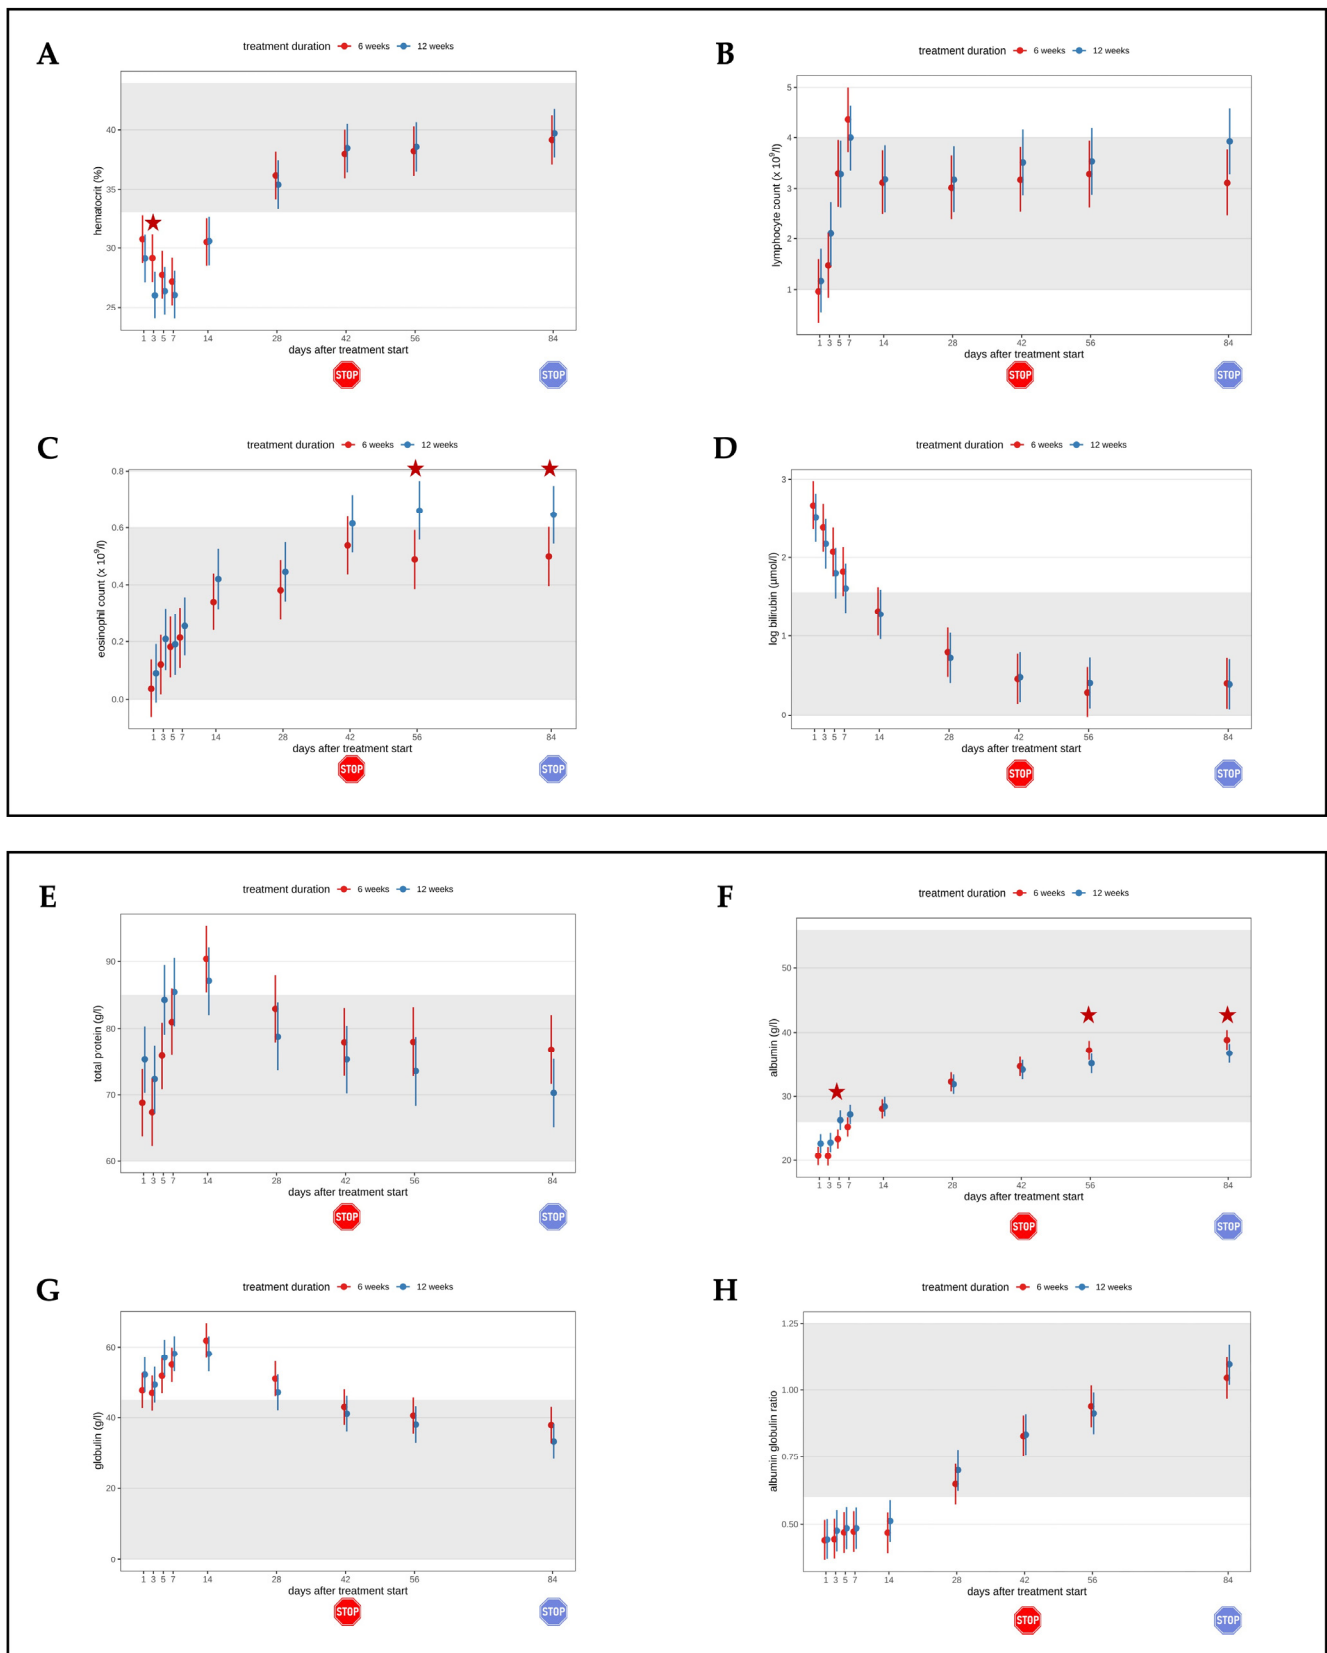 A
treatment duration 6 weeks 12 weeks
hematocrit (%)
40
35
30
25
1 3 5 7 14 28 42 56 84
days after treatment start
STOP STOP
B
treatment duration 6 weeks 12 weeks
lymphocyte count (x 10⁹/l)
5
4
3
2
1
1 3 5 7 14 28 42 56 84
days after treatment start
STOP STOP
C
treatment duration 6 weeks 12 weeks
eosinophil count (x 10⁹/l)
0.8
0.6
0.4
0.2
0.0
1 3 5 7 14 28 42 56 84
days after treatment start
STOP STOP
D
treatment duration 6 weeks 12 weeks
log bilirubin (µmol/l)
3
2
1
0
1 3 5 7 14 28 42 56 84
days after treatment start
STOP STOP
E
treatment duration 6 weeks 12 weeks
total protein (g/l)
90
80
70
60
1 3 5 7 14 28 42 56 84
days after treatment start
STOP STOP
F
treatment duration 6 weeks 12 weeks
albumin (g/l)
50
40
30
20
1 3 5 7 14 28 42 56 84
days after treatment start
STOP STOP
G
treatment duration 6 weeks 12 weeks
globulin (g/l)
60
40
20
0
1 3 5 7 14 28 42 56 84
days after treatment start
STOP STOP
H
treatment duration 6 weeks 12 weeks
albumin globulin ratio
1.25
1.00
0.75
0.50
1 3 5 7 14 28 42 56 84
days after treatment start
STOP STOP